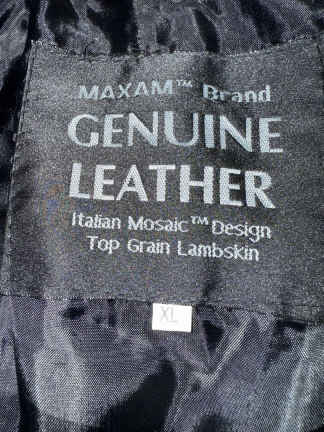 MAXAM™ Brand
GENUINE
LEATHER
Italian Mosaic™ Design
Top Grain Lambskin
XL